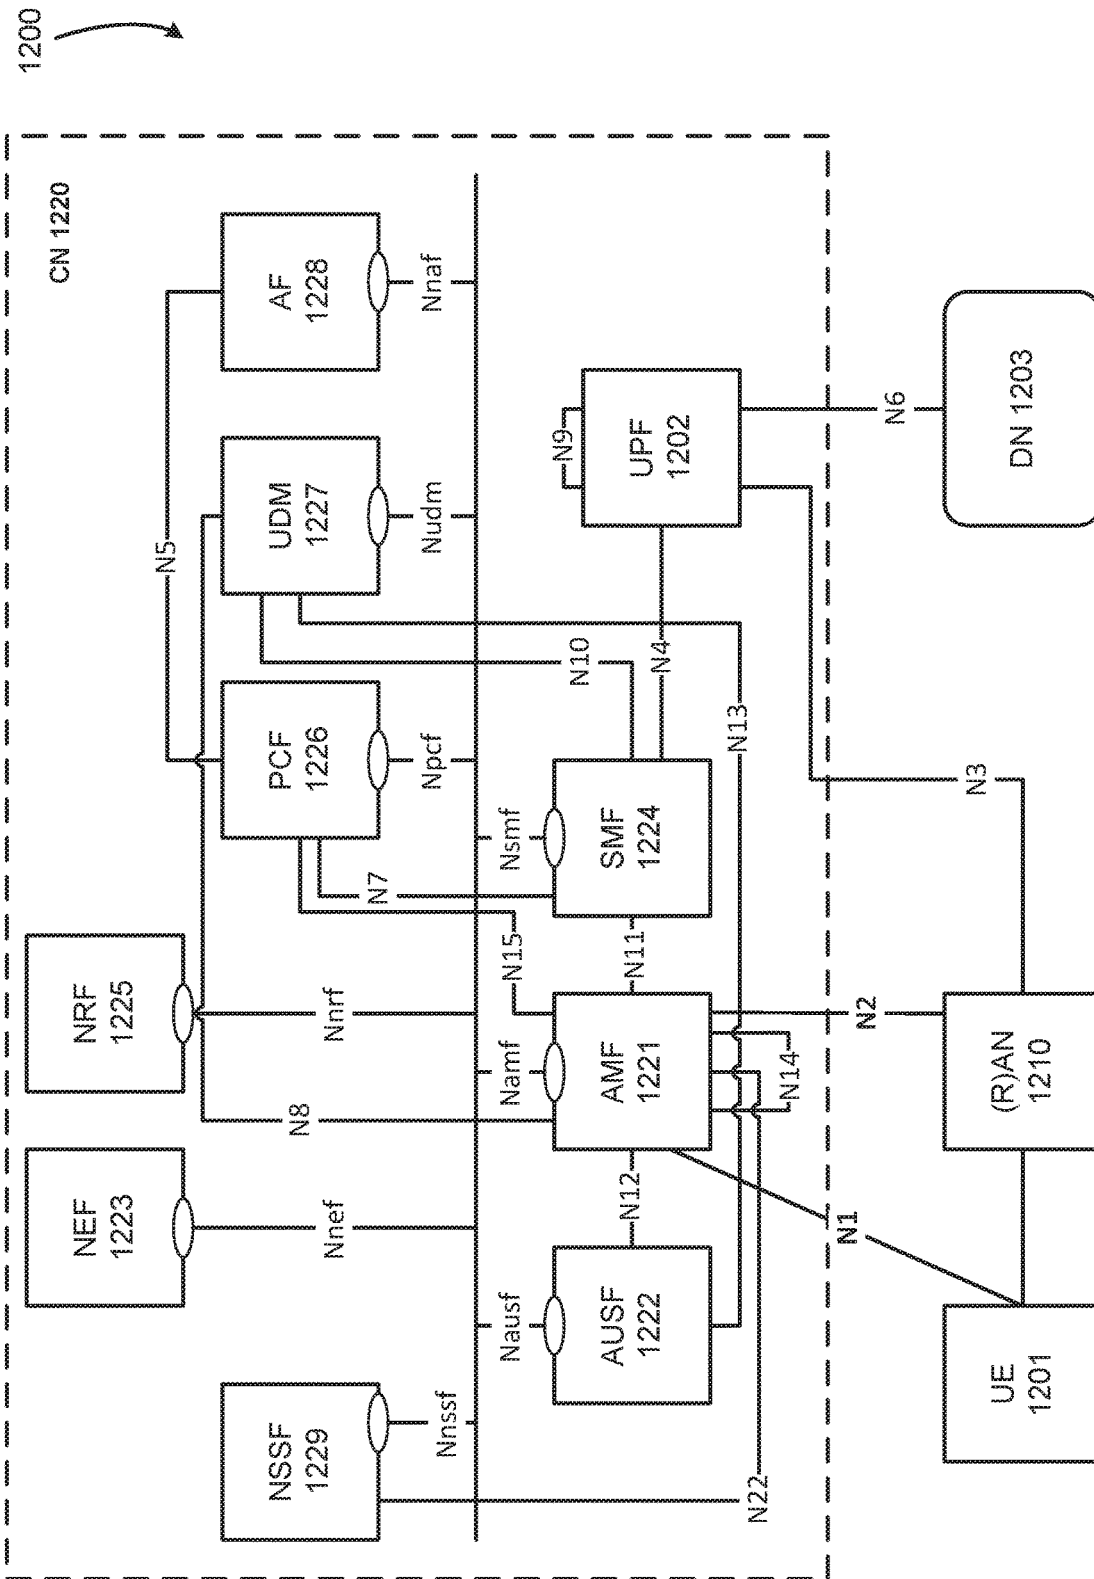 1200
CN 1220
NEF
1223
NRF
1225
NSSF
1229
PCF
1226
UDM
1227
AF
1228
N5
N8
Nnssf
Nnef
Nnrf
Npcf
Nudm
Nnaf
N7
N15
N10
Nausf
Namf
Nsmf
N9
AUSF
1222
N12
AMF
1221
N11
SMF
1224
N4
UPF
1202
N13
N22
N14
N1
N2
N3
N6
UE
1201
(R)AN
1210
DN 1203